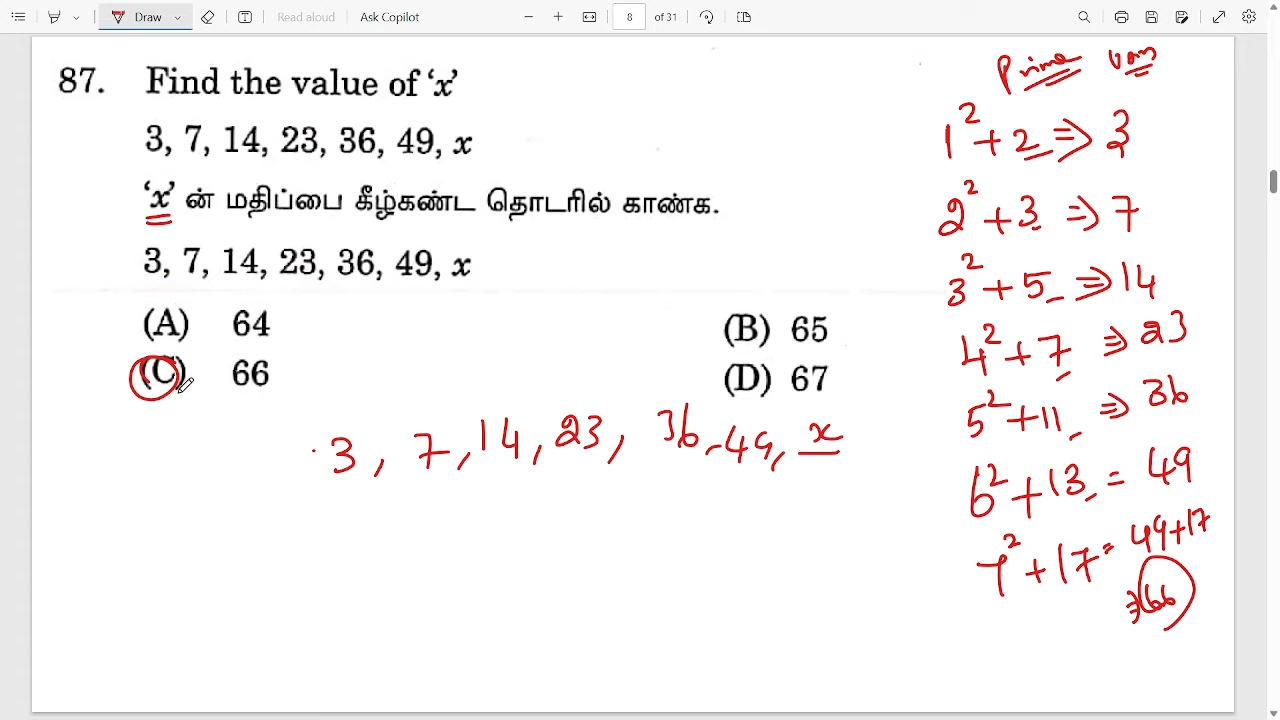 Draw
Read aloud
Ask Copilot
8 of 31
87. Find the value of ‘x’
3, 7, 14, 23, 36, 49, x
‘x’ ன் மதிப்பை கீழ்கண்ட தொடரில் காண்க.
3, 7, 14, 23, 36, 49, x
(A) 64 (B) 65
(C) 66 (D) 67
3, 7, 14, 23, 36, 49, x
Prime
1² + 2 ⇒ 3
2² + 3 ⇒ 7
3² + 5 ⇒ 14
4² + 7 ⇒ 23
5² + 11 ⇒ 36
6² + 13 = 49
7² + 17 = 49+17
⇒ 66